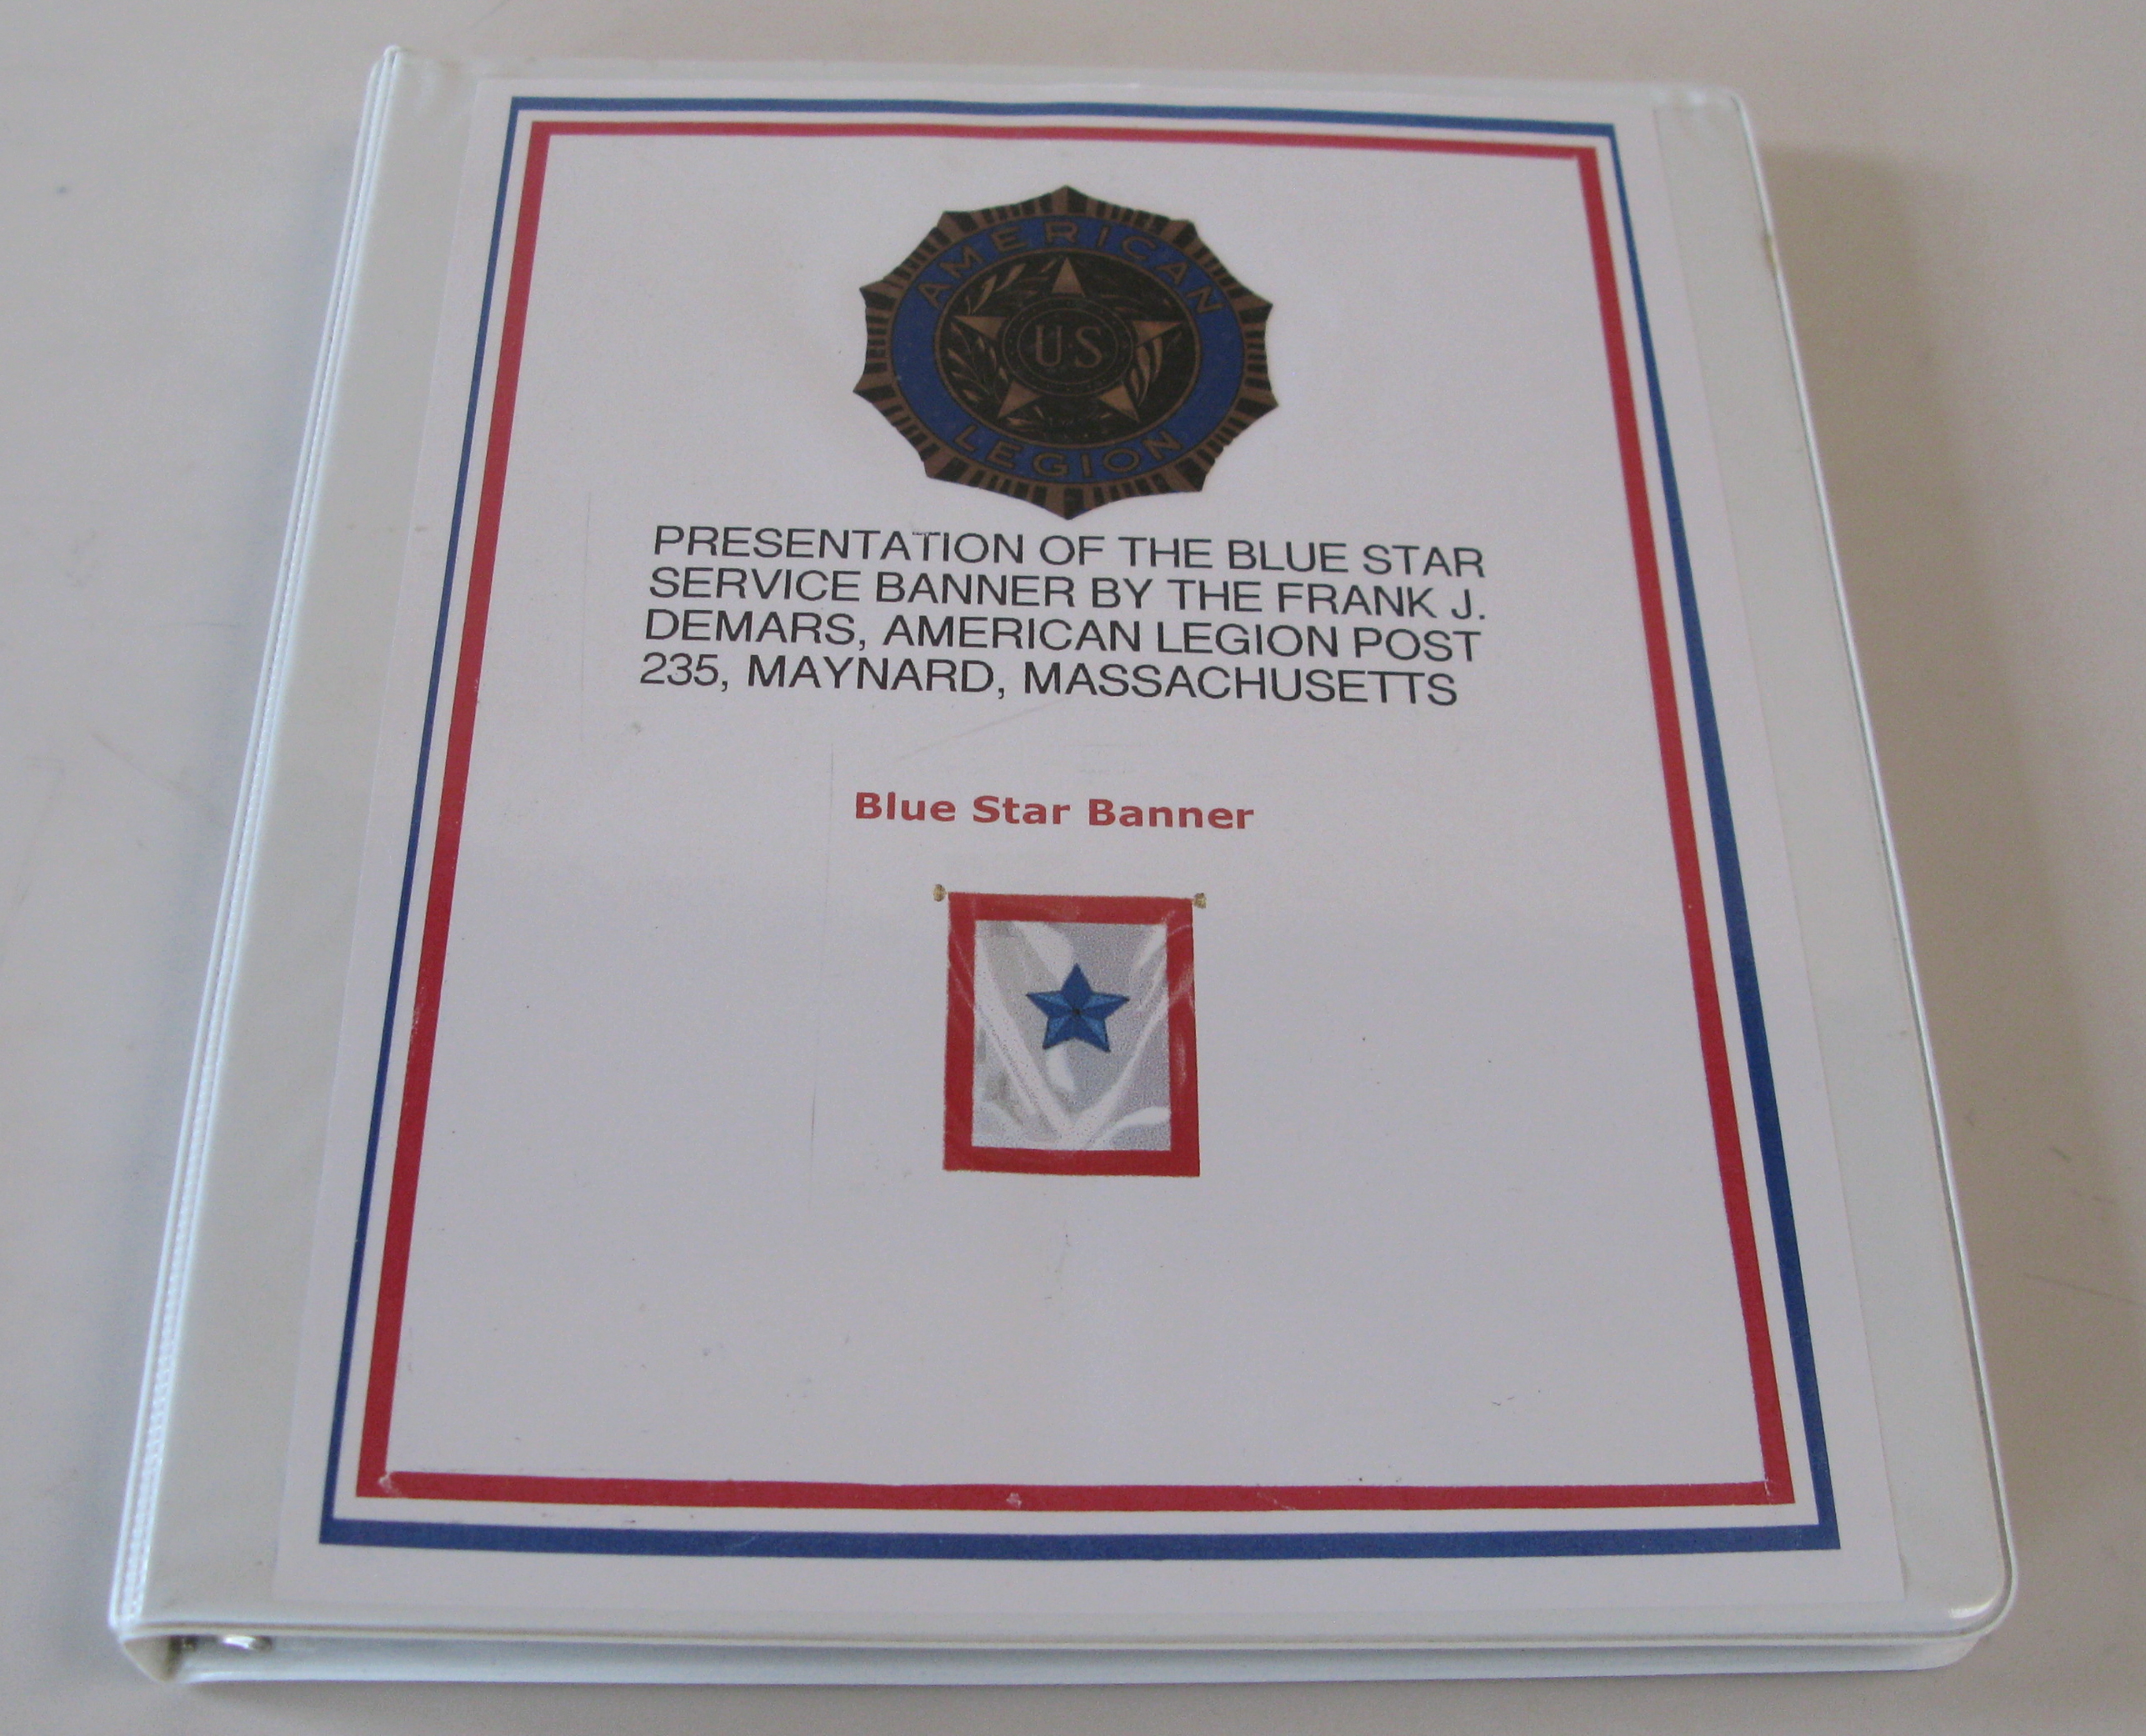 AMERICAN
U.S
LEGION
PRESENTATION OF THE BLUE STAR
SERVICE BANNER BY THE FRANK J.
DEMARS, AMERICAN LEGION POST
235, MAYNARD, MASSACHUSETTS
Blue Star Banner